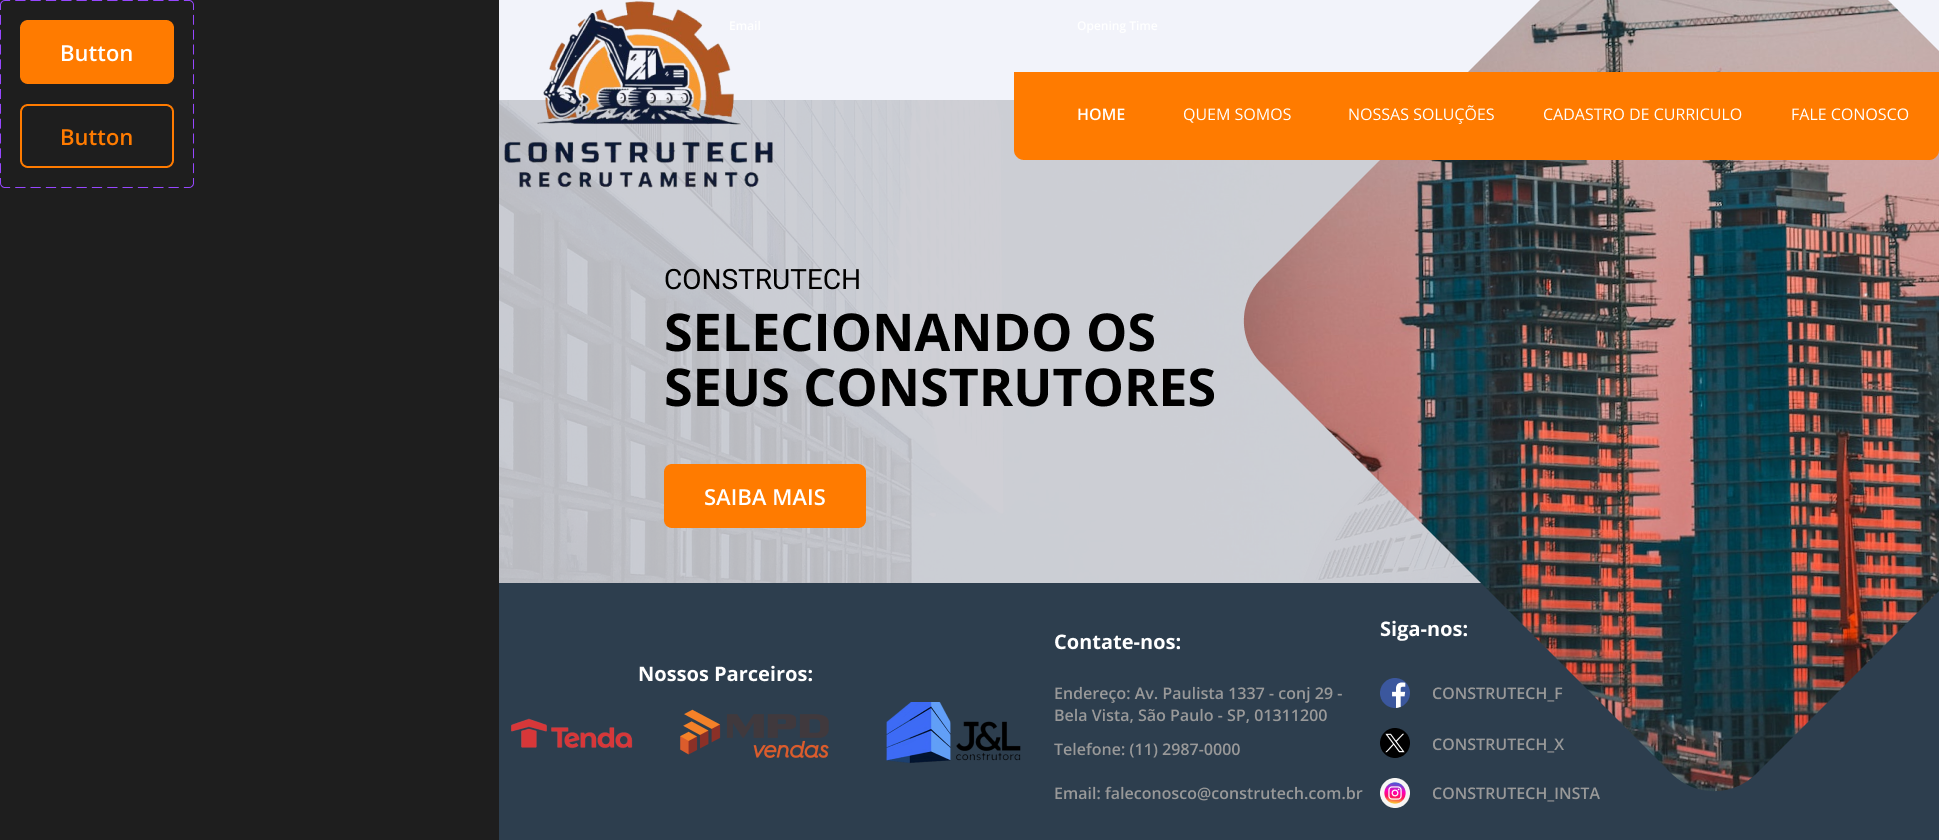 Button
Button
Email
Opening Time
CONSTRUTECH
RECRUTAMENTO
HOME
QUEM SOMOS
NOSSAS SOLUÇÕES
CADASTRO DE CURRICULO
FALE CONOSCO
CONSTRUTECH
SELECIONANDO OS
SEUS CONSTRUTORES
SAIBA MAIS
Nossos Parceiros:
Tenda
MPD
vendas
J&L
construtora
Contate-nos:
Endereço: Av. Paulista 1337 - conj 29 -
Bela Vista, São Paulo - SP, 01311200
Telefone: (11) 2987-0000
Email: faleconosco@construtech.com.br
Siga-nos:
CONSTRUTECH_F
CONSTRUTECH_X
CONSTRUTECH_INSTA